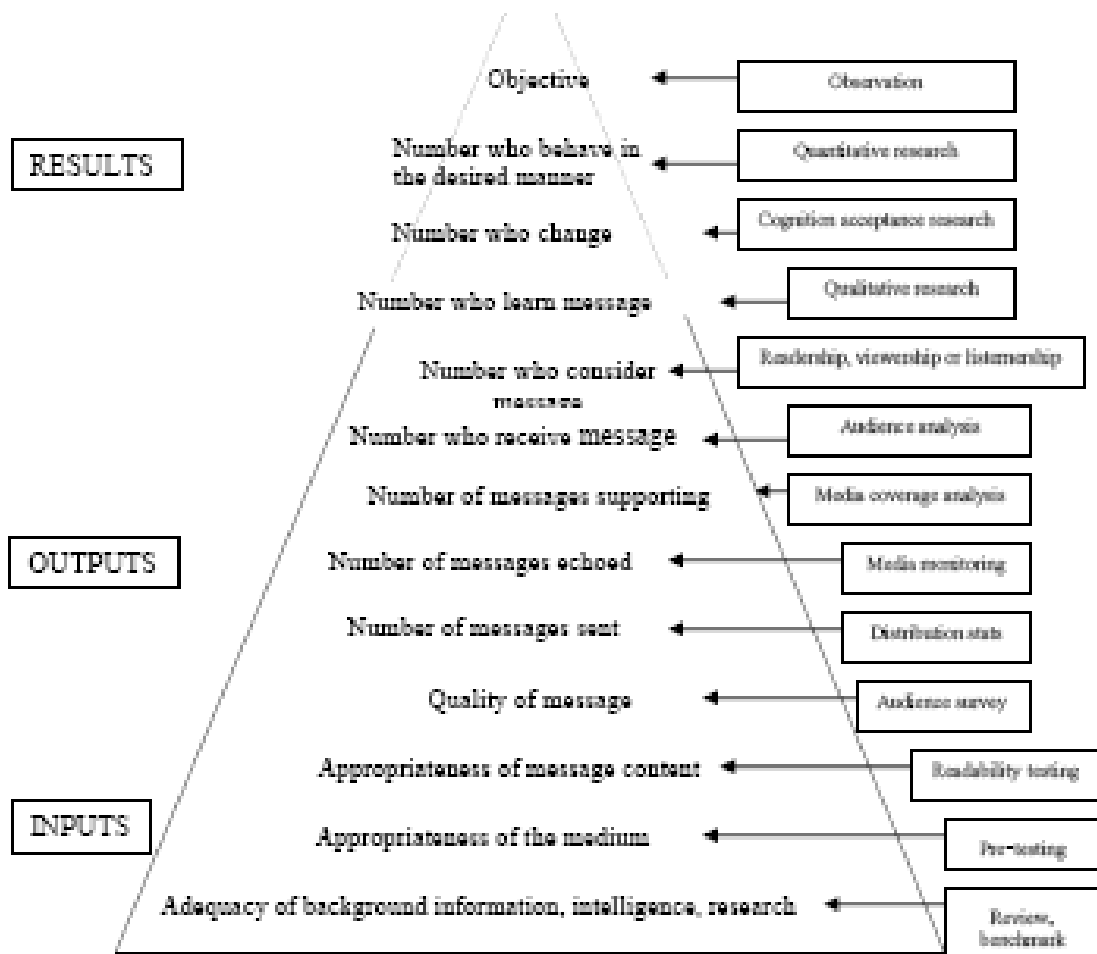 Objective
Observation
RESULTS
Number who behave in
the desired manner
Quantitative research
Number who change
Cognition acceptance research
Number who learn message
Qualitative research
Number who consider
message
Readership, viewership or listernership
Number who receive message
Audience analysis
Number of messages supporting
Media coverage analysis
OUTPUTS
Number of messages echoed
Media monitoring
Number of messages sent
Distribution stats
Quality of message
Audience survey
Appropriateness of message content
Readability testing
INPUTS
Appropriateness of the medium
Pre-testing
Adequacy of background information, intelligence, research
Review,
benchmark